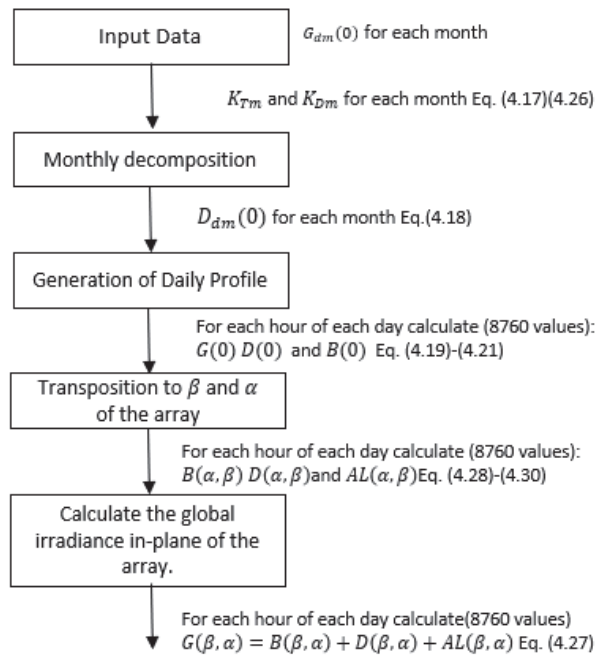 Input Data
G_dm(0) for each month
K_Tm and K_Dm for each month Eq. (4.17)(4.26)
Monthly decomposition
D_dm(0) for each month Eq.(4.18)
Generation of Daily Profile
For each hour of each day calculate (8760 values):
G(0) D(0) and B(0) Eq. (4.19)-(4.21)
Transposition to β and α
of the array
For each hour of each day calculate (8760 values):
B(α,β) D(α,β)and AL(α,β)Eq. (4.28)-(4.30)
Calculate the global
irradiance in-plane of the
array.
For each hour of each day calculate(8760 values)
G(β,α) = B(β,α) + D(β,α) + AL(β,α) Eq. (4.27)